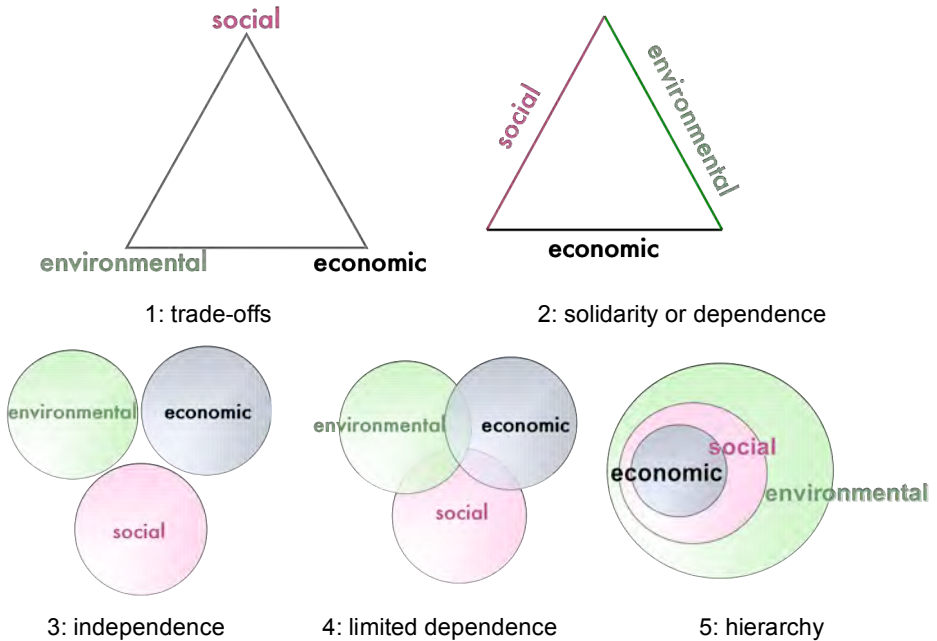 social
environmental
economic
1: trade-offs
social
environmental
economic
2: solidarity or dependence
environmental
economic
social
3: independence
environmental
economic
social
4: limited dependence
social
economic
environmental
5: hierarchy